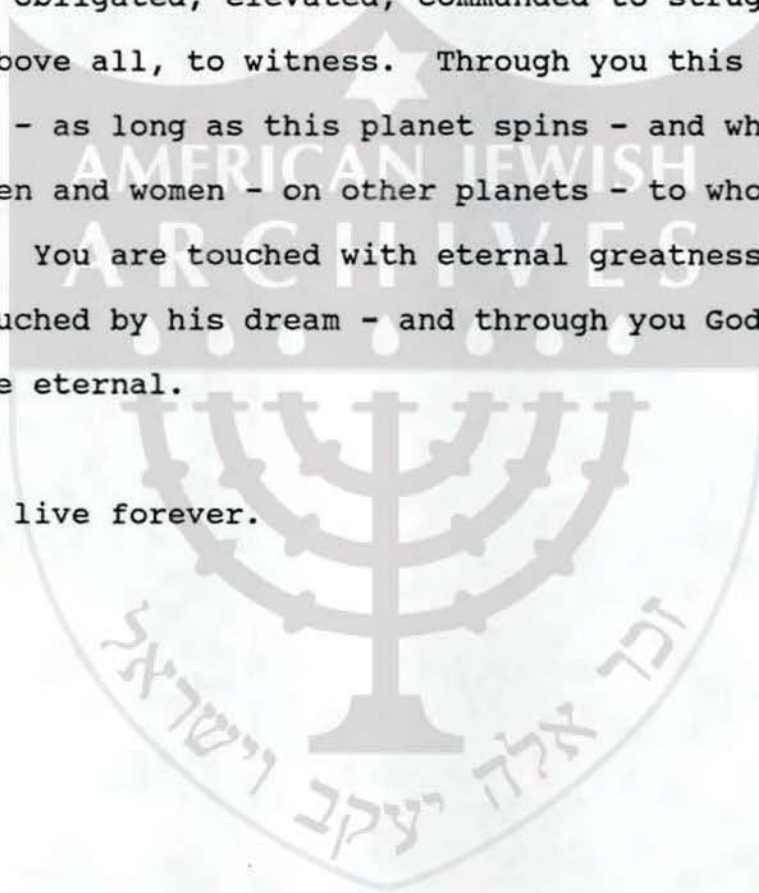 obligated, elevated, commanded to strug
bove all, to witness. Through you this
- as long as this planet spins - and wh
AMERICAN JEWISH
en and women - on other planets - to who
ARCHIVES
You are touched with eternal greatness
uched by his dream - and through you God
e eternal.
live forever.
זכר אלה יעקב וישראל